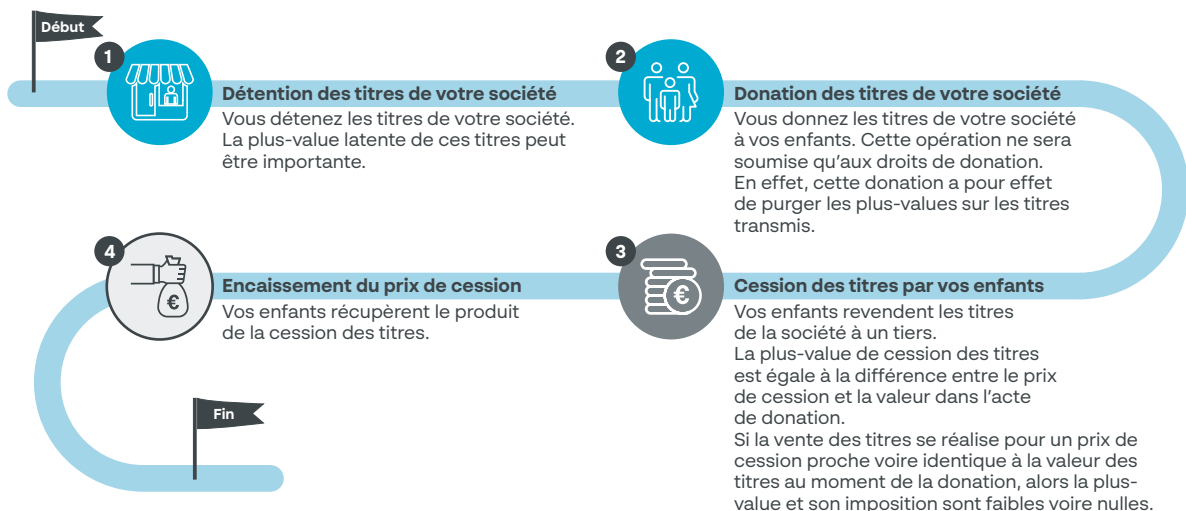 Début
1
Détention des titres de votre société
Vous détenez les titres de votre société.
La plus-value latente de ces titres peut
être importante.
2
Donation des titres de votre société
Vous donnez les titres de votre société
à vos enfants. Cette opération ne sera
soumise qu'aux droits de donation.
En effet, cette donation a pour effet
de purger les plus-values sur les titres
transmis.
3
€
Cession des titres par vos enfants
Vos enfants revendent les titres
de la société à un tiers.
La plus-value de cession des titres
est égale à la différence entre le prix
de cession et la valeur dans l'acte
de donation.
Si la vente des titres se réalise pour un prix de
cession proche voire identique à la valeur des
titres au moment de la donation, alors la plus-
value et son imposition sont faibles voire nulles.
4
€
Encaissement du prix de cession
Vos enfants récupèrent le produit
de la cession des titres.
Fin